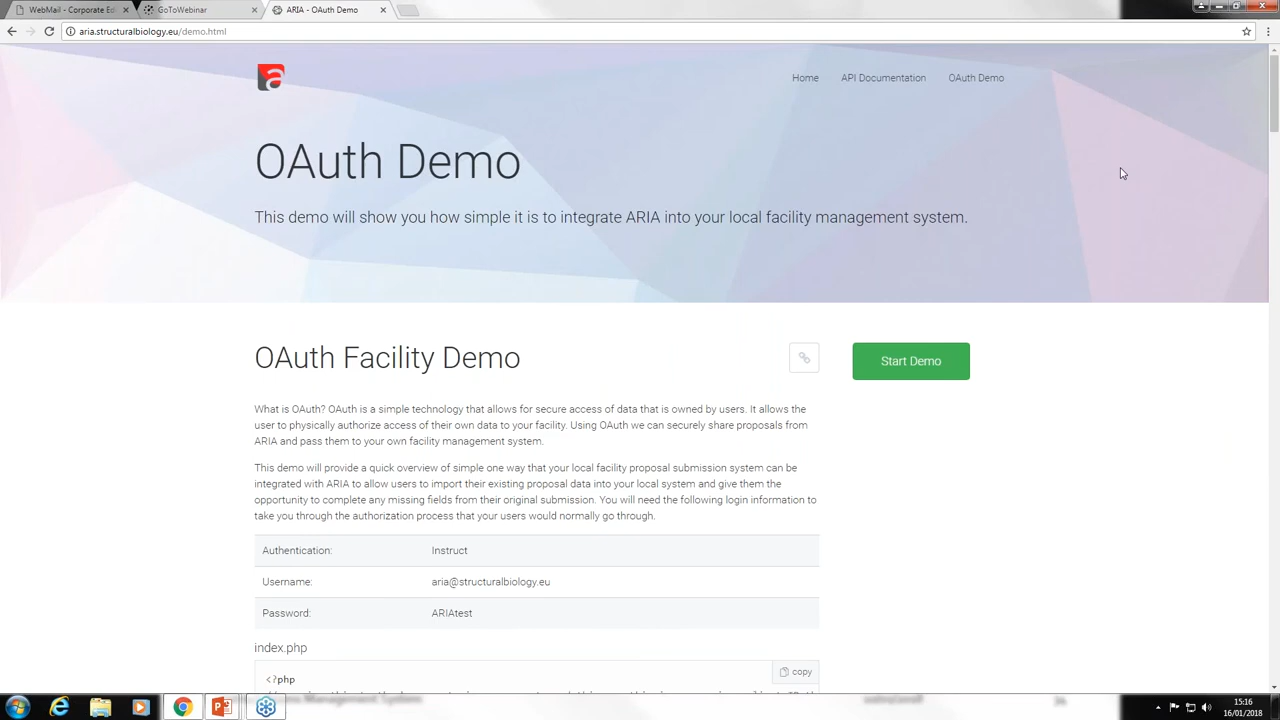 WebMail - Corporate Ed
GoToWebinar
ARIA - OAuth Demo
aria.structuralbiology.eu/demo.html
Home
API Documentation
OAuth Demo
OAuth Demo
This demo will show you how simple it is to integrate ARIA into your local facility management system.
OAuth Facility Demo
Start Demo
What is OAuth? OAuth is a simple technology that allows for secure access of data that is owned by users. It allows the
user to physically authorize access of their own data to your facility. Using OAuth we can securely share proposals from
ARIA and pass them to your own facility management system.
This demo will provide a quick overview of simple one way that your local facility proposal submission system can be
integrated with ARIA to allow users to import their existing proposal data into your local system and give them the
opportunity to complete any missing fields from their original submission. You will need the following login information to
take you through the authorization process that your users would normally go through.
Authentication: Instruct
Username: aria@structuralbiology.eu
Password: ARIAtest
index.php
copy
<?php
15:16
16/01/2018